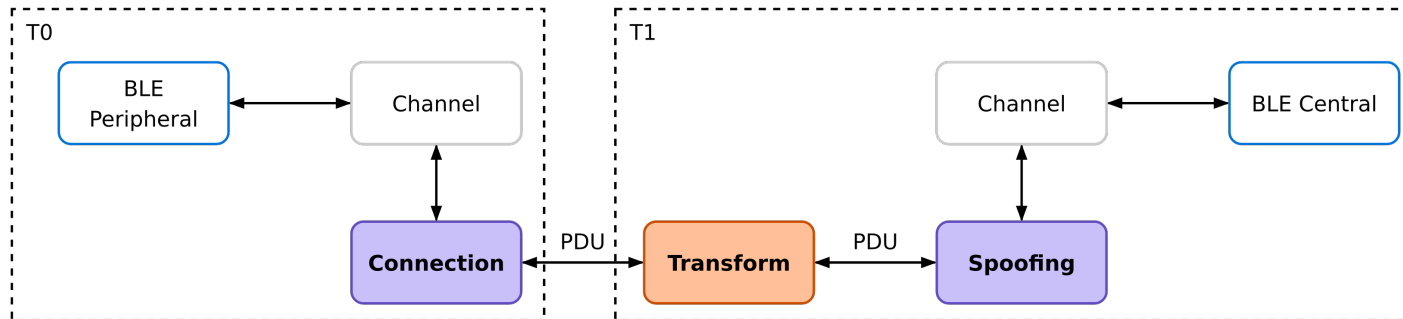 T0
BLE
Peripheral
Channel
Connection
PDU
T1
Channel
BLE Central
Transform
PDU
Spoofing